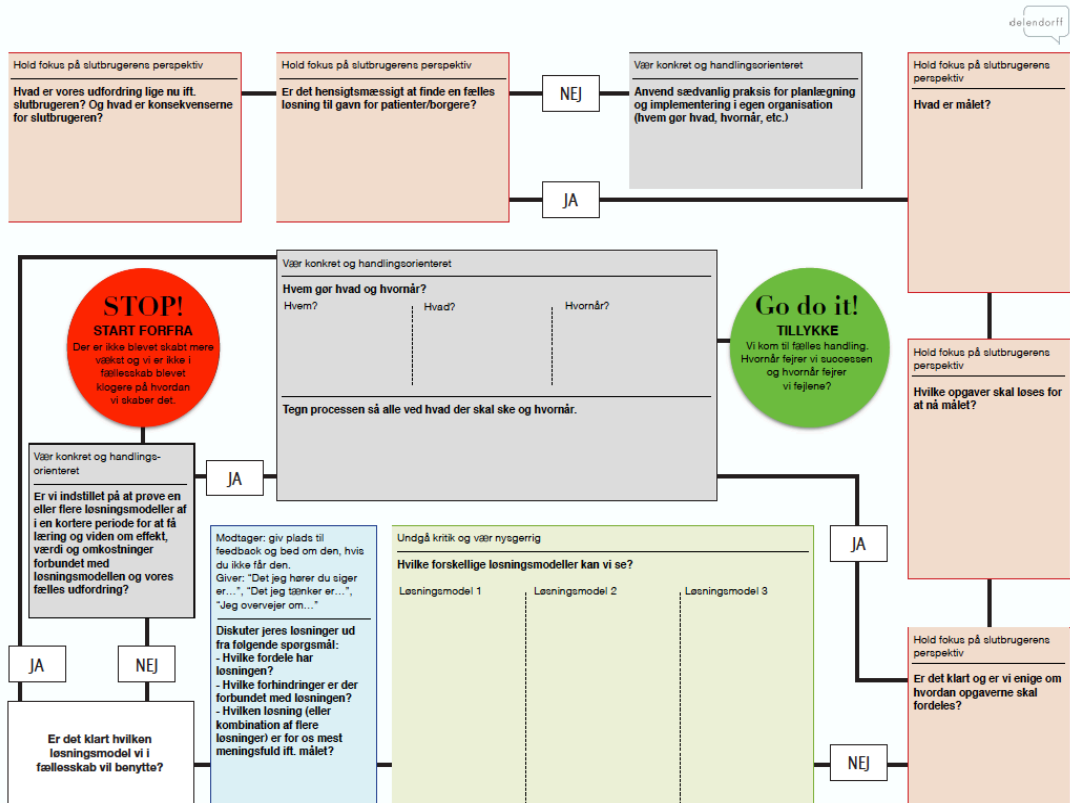 delendorff
Hold fokus på slutbrugerens perspektiv
Hvad er vores udfordring lige nu ift.
slutbrugeren? Og hvad er konsekvenserne
for slutbrugeren?
Hold fokus på slutbrugerens perspektiv
Er det hensigtsmæssigt at finde en fælles
løsning til gavn for patienter/borgere?
NEJ
Vær konkret og handlingsorienteret
Anvend sædvanlig praksis for planlægning
og implementering i egen organisation
(hvem gør hvad, hvornår, etc.)
JA
Hold fokus på slutbrugerens
perspektiv
Hvad er målet?
STOP!
START FORFRA
Der er ikke blevet skabt mere
vækst og vi er ikke i
fællesskab blevet
klogere på hvordan
vi skaber det.
Vær konkret og handlingsorienteret
Hvem gør hvad og hvornår?
Hvem?
Hvad?
Hvornår?
Tegn processen så alle ved hvad der skal ske og hvornår.
Go do it!
TILLYKKE
Vi kom til fælles handling.
Hvornår fejrer vi successen
og hvornår fejrer
vi fejlene?
Hold fokus på slutbrugerens
perspektiv
Hvilke opgaver skal løses for
at nå målet?
Vær konkret og handlings-
orienteret
Er vi indstillet på at prøve en
eller flere løsningsmodeller af
i en kortere periode for at få
læring og viden om effekt,
værdi og omkostninger
forbundet med
løsningsmodellen og vores
fælles udfordring?
JA
JA
NEJ
Er det klart hvilken
løsningsmodel vi i
fællesskab vil benytte?
Modtager: giv plads til
feedback og bed om den, hvis
du ikke får den.
Giver: “Det jeg hører du siger
er…”, “Det jeg tænker er…”,
“Jeg overvejer om…”
Diskuter jeres løsninger ud
fra følgende spørgsmål:
- Hvilke fordele har
løsningen?
- Hvilke forhindringer er der
forbundet med løsningen?
- Hvilken løsning (eller
kombination af flere
løsninger) er for os mest
meningsfuld ift. målet?
Undgå kritik og vær nysgerrig
Hvilke forskellige løsningsmodeller kan vi se?
Løsningsmodel 1
Løsningsmodel 2
Løsningsmodel 3
JA
NEJ
Hold fokus på slutbrugerens
perspektiv
Er det klart og er vi enige om
hvordan opgaverne skal
fordeles?